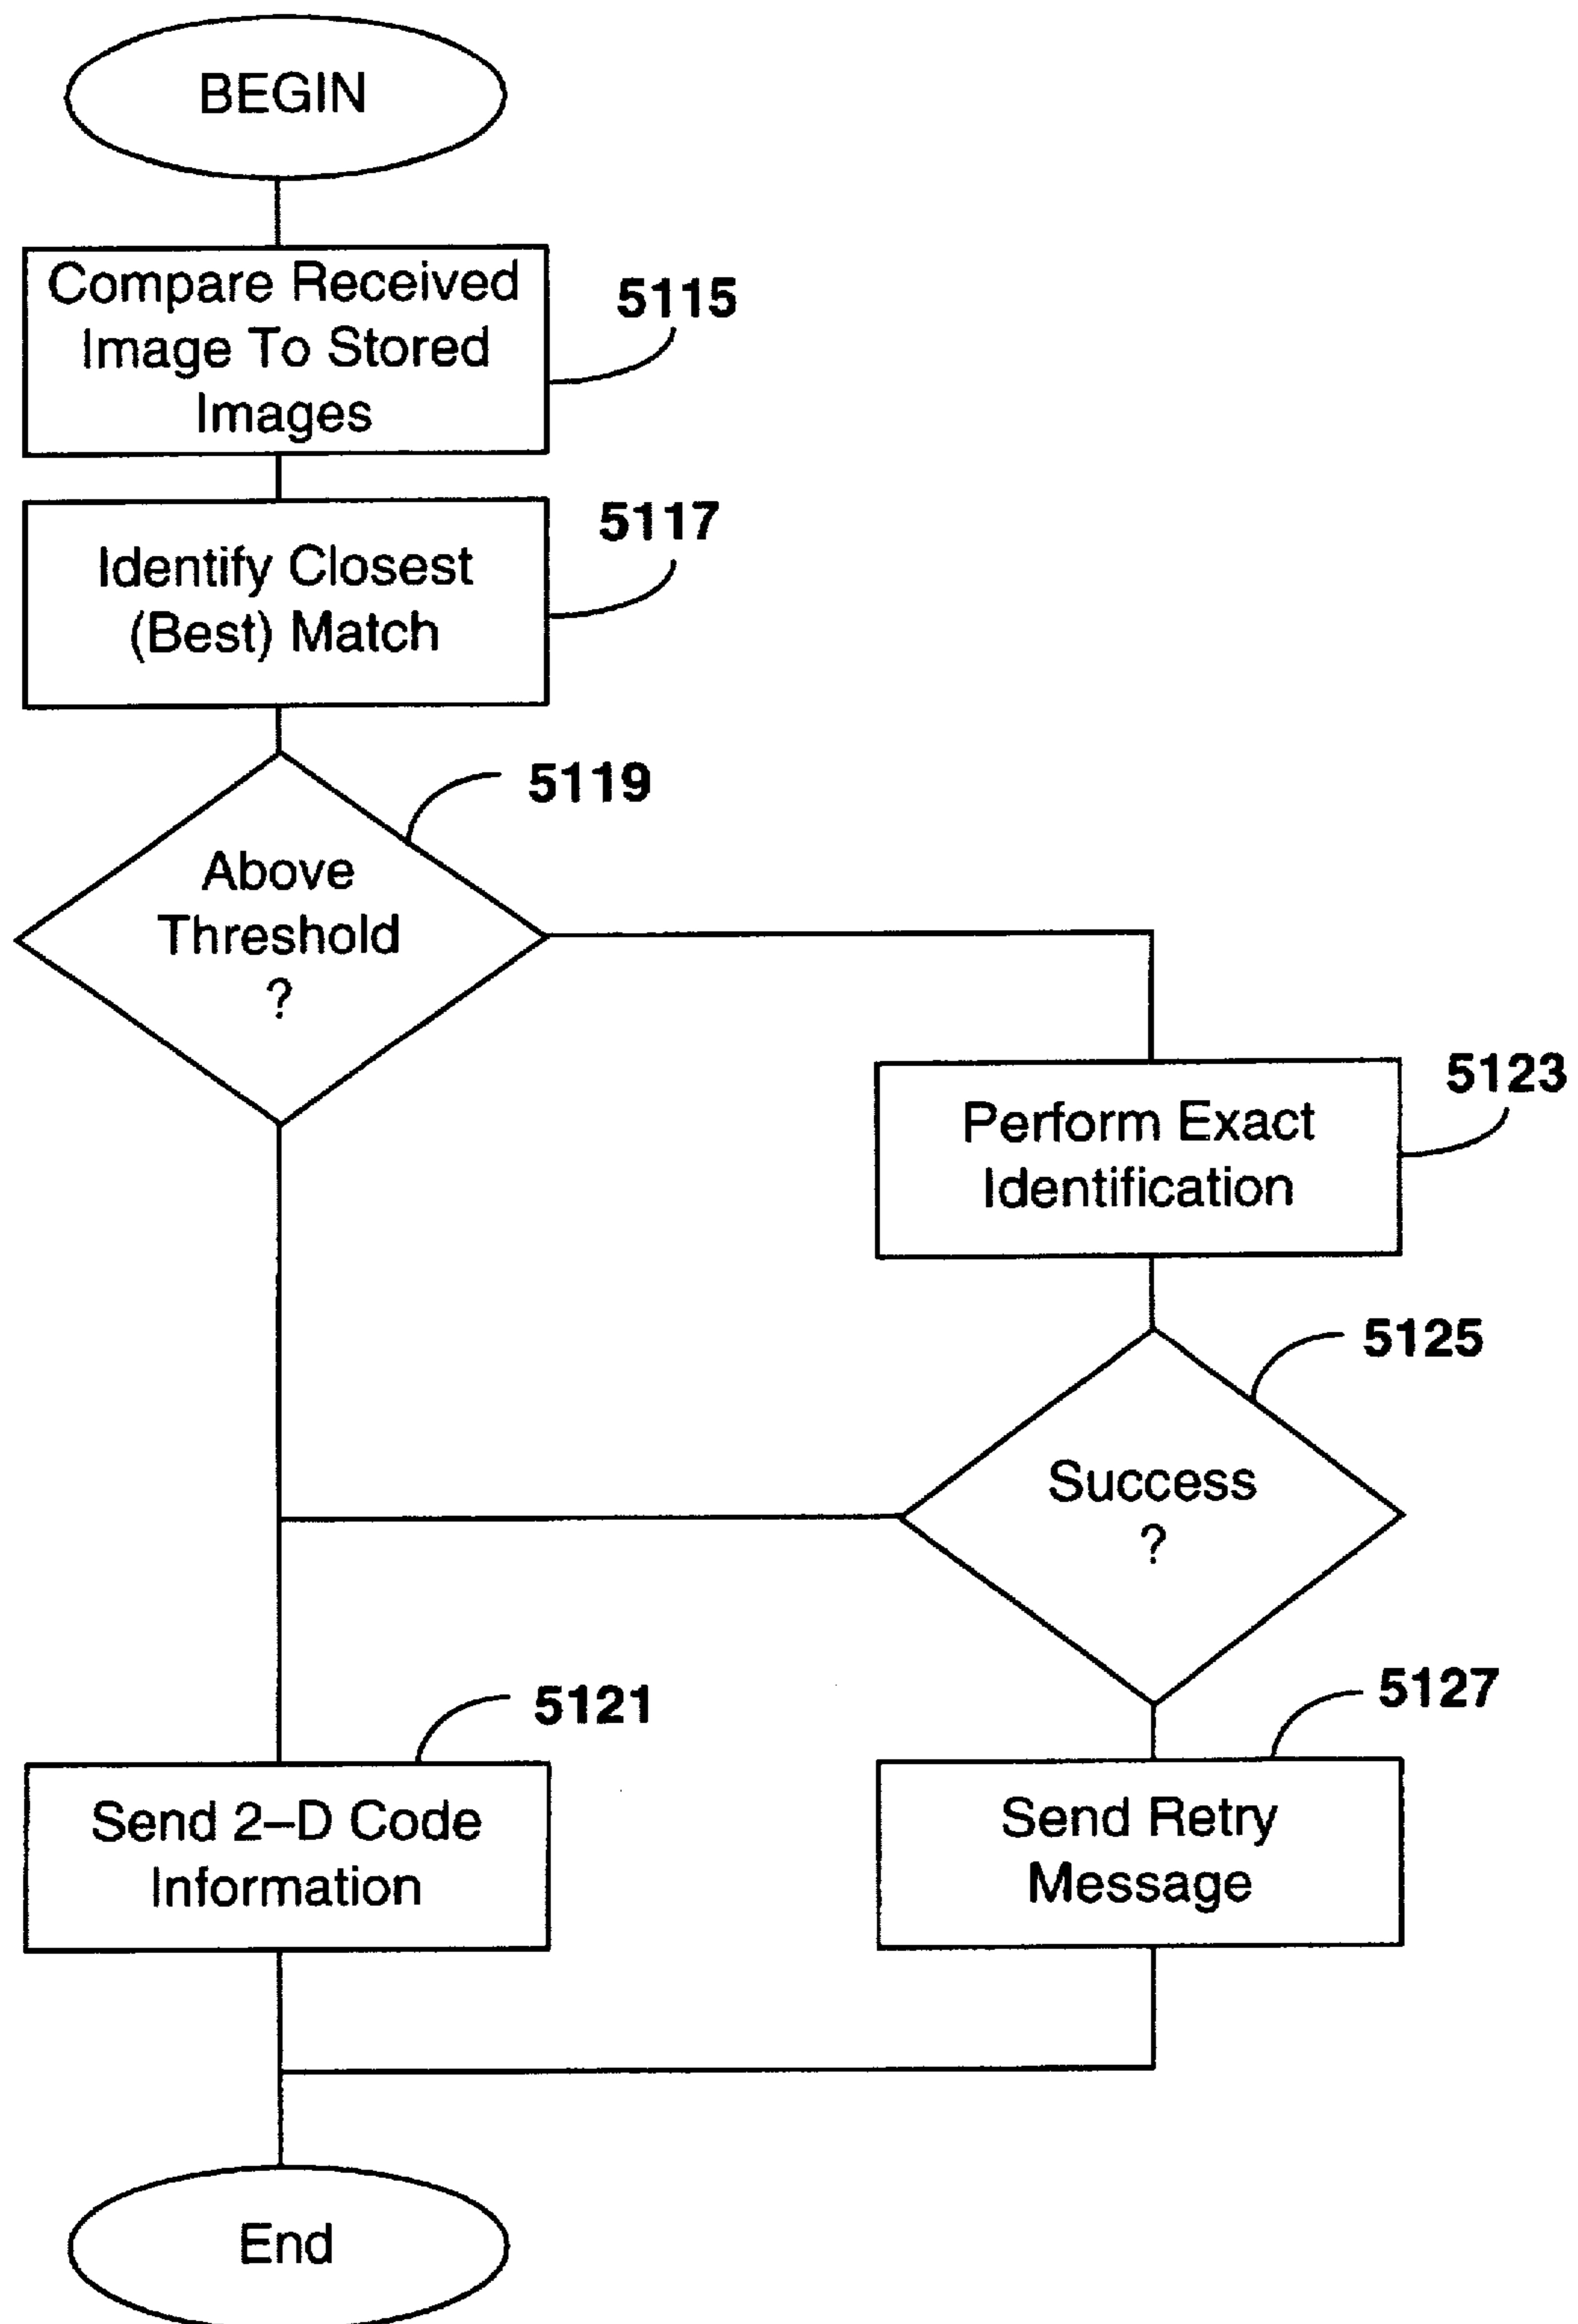 BEGIN
Compare Received
Image To Stored
Images
5115
Identify Closest
(Best) Match
5117
5119
Above
Threshold
?
5123
Perform Exact
Identification
5125
Success
?
5121
Send 2–D Code
Information
5127
Send Retry
Message
End